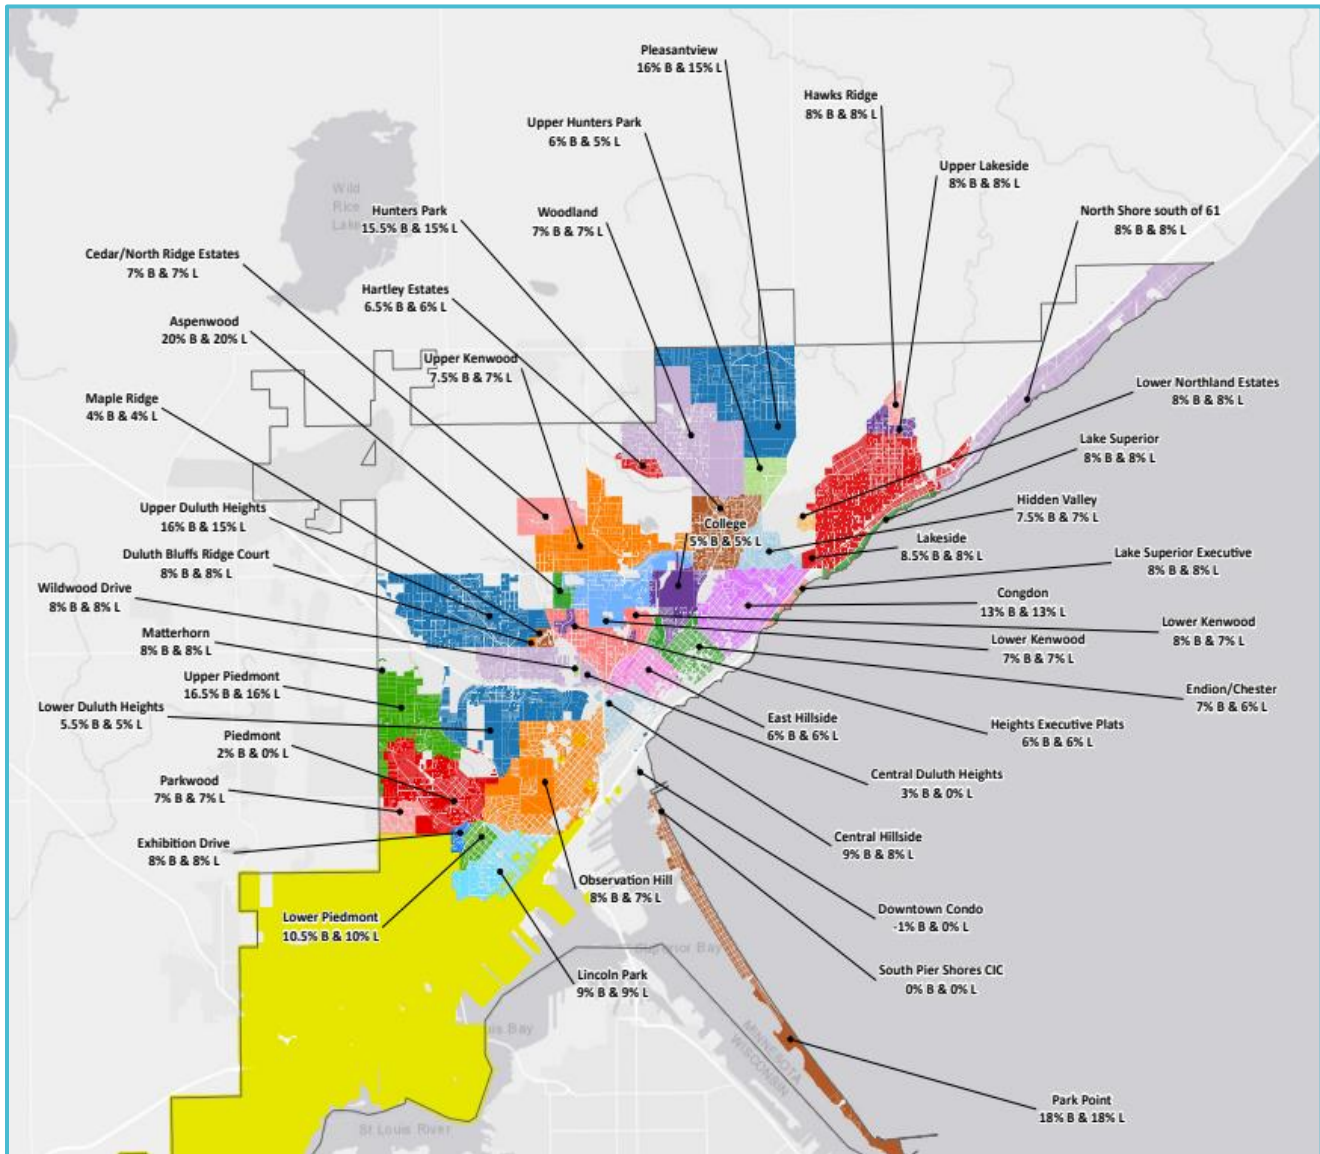 Pleasantview
16% B & 15% L
Hawks Ridge
8% B & 8% L
Upper Hunters Park
6% B & 5% L
Upper Lakeside
8% B & 8% L
Wild
Rice
Lake
Hunters Park
15.5% B & 15% L
Woodland
7% B & 7% L
North Shore south of 61
8% B & 8% L
Cedar/North Ridge Estates
7% B & 7% L
Hartley Estates
6.5% B & 6% L
Aspenwood
20% B & 20% L
Upper Kenwood
7.5% B & 7% L
Maple Ridge
4% B & 4% L
Lower Northland Estates
8% B & 8% L
Lake Superior
8% B & 8% L
Upper Duluth Heights
16% B & 15% L
College
5% B & 5% L
Hidden Valley
7.5% B & 7% L
Lakeside
8.5% B & 8% L
Duluth Bluffs Ridge Court
8% B & 8% L
Lake Superior Executive
8% B & 8% L
Wildwood Drive
8% B & 8% L
Congdon
13% B & 13% L
Lower Kenwood
8% B & 7% L
Matterhorn
8% B & 8% L
Lower Kenwood
7% B & 7% L
Upper Piedmont
16.5% B & 16% L
Endion/Chester
7% B & 6% L
Lower Duluth Heights
5.5% B & 5% L
East Hillside
6% B & 6% L
Heights Executive Plats
6% B & 6% L
Piedmont
2% B & 0% L
Central Duluth Heights
3% B & 0% L
Parkwood
7% B & 7% L
Exhibition Drive
8% B & 8% L
Central Hillside
9% B & 8% L
Observation Hill
8% B & 7% L
Downtown Condo
-1% B & 0% L
Lower Piedmont
10.5% B & 10% L
Superior Bay
Lincoln Park
9% B & 9% L
South Pier Shores CIC
0% B & 0% L
us Bay
MINNESOTA
WISCONSIN
Park Point
18% B & 18% L
St Louis River